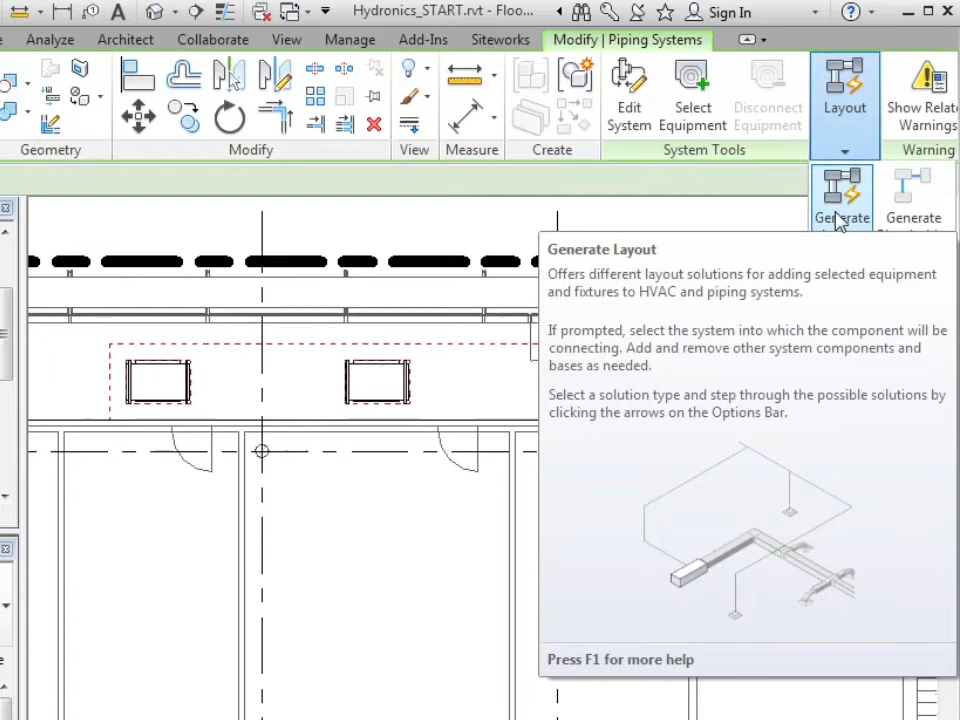 Hydronics_START.rvt - Floo...
Sign In
Analyze
Architect
Collaborate
View
Manage
Add-Ins
Siteworks
Modify | Piping Systems
Edit
System
Select
Equipment
Disconnect
Equipment
Layout
Show Relate
Warnings
Geometry
Modify
View
Measure
Create
System Tools
Warning
Generate
Generate
Generate Layout
Offers different layout solutions for adding selected equipment
and fixtures to HVAC and piping systems.
If prompted, select the system into which the component will be
connecting. Add and remove other system components and
bases as needed.
Select a solution type and step through the possible solutions by
clicking the arrows on the Options Bar.
Press F1 for more help